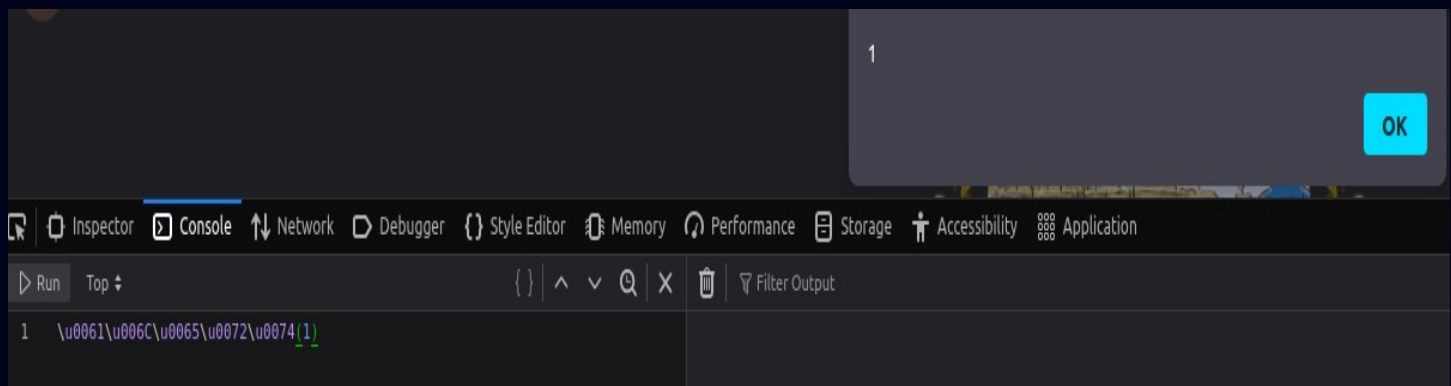 1
OK
Inspector Console Network Debugger {} Style Editor Memory Performance Storage Accessibility Application
Run Top { } Filter Output
1 \u0061\u006C\u0065\u0072\u0074(1)